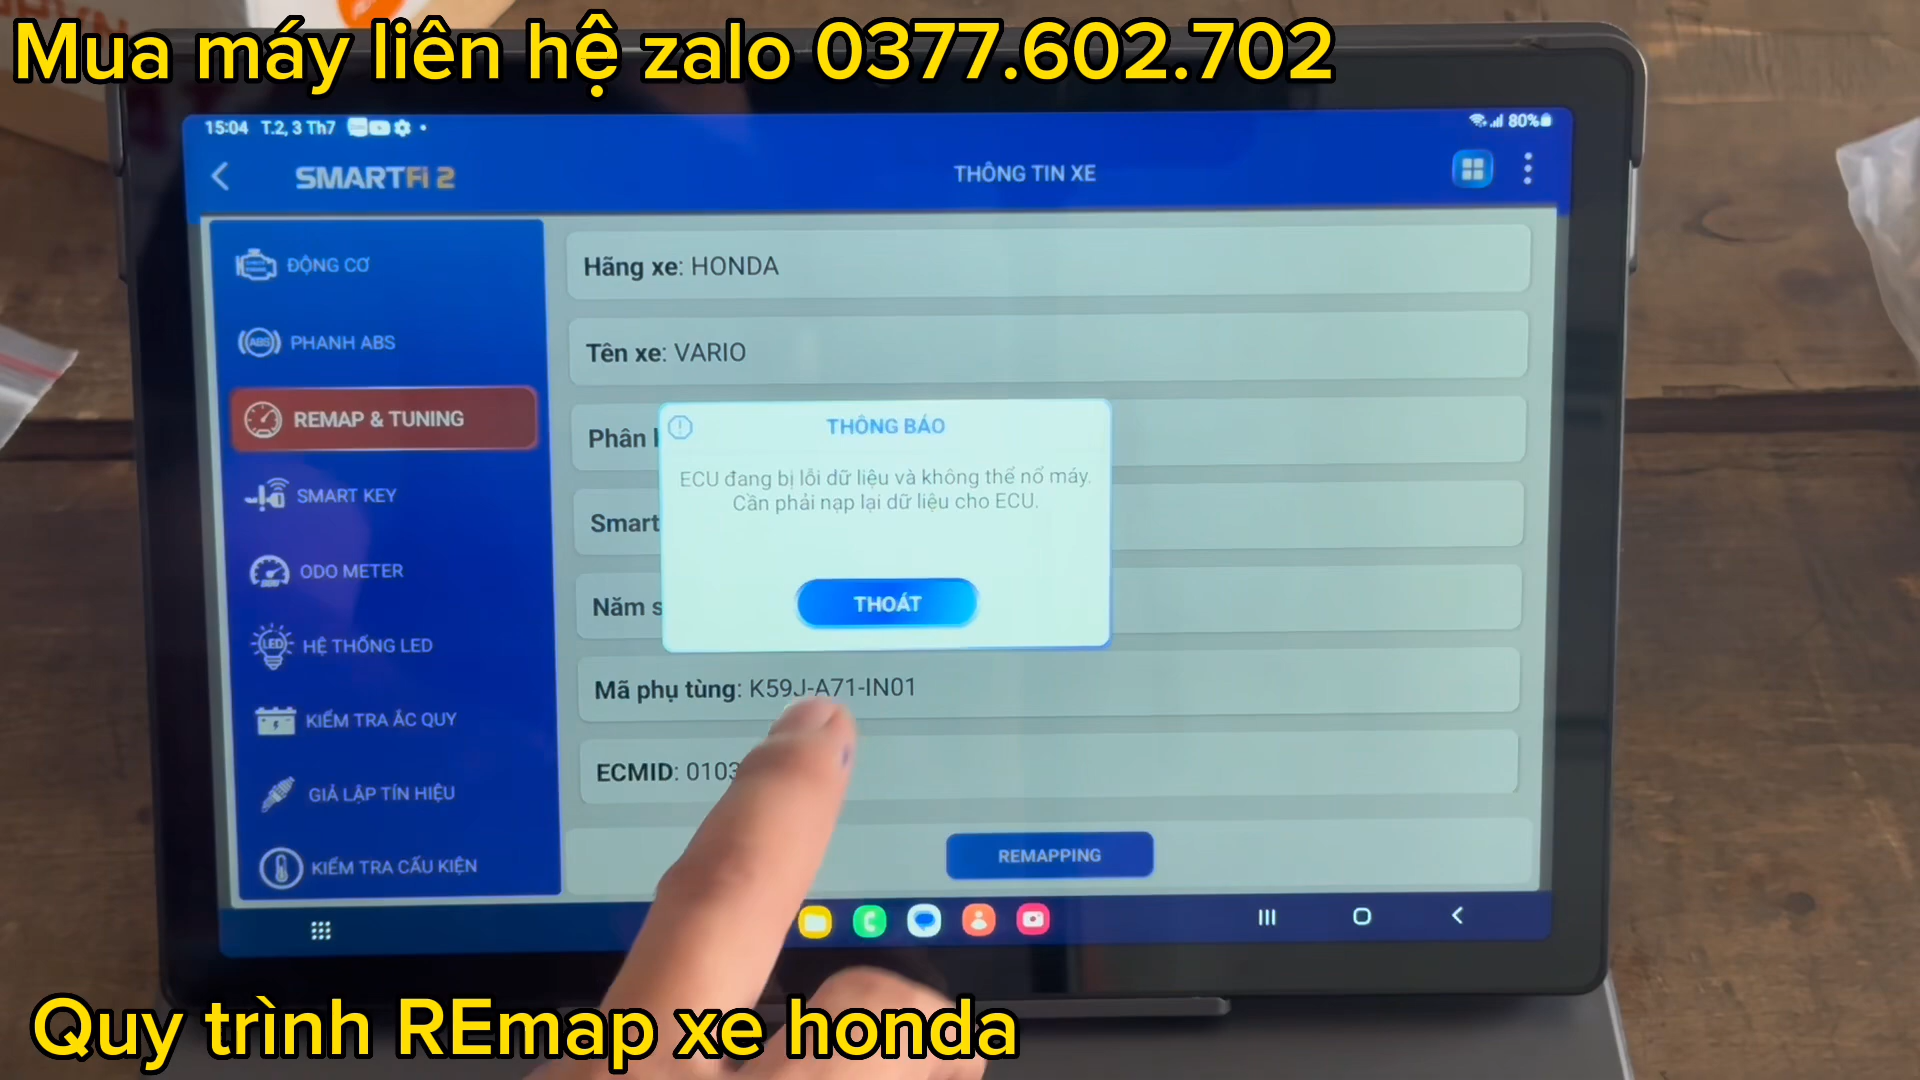 Mua máy liên hệ zalo 0377.602.702
15:04 T.2, 3 Th7
80%
SMARTFi 2
THÔNG TIN XE
ĐỘNG CƠ
PHANH ABS
REMAP & TUNING
SMART KEY
ODO METER
HỆ THỐNG LED
KIỂM TRA ẮC QUY
GIẢ LẬP TÍN HIỆU
KIỂM TRA CẤU KIỆN
Hãng xe: HONDA
Tên xe: VARIO
Phân
Smart
Năm s
Mã phụ tùng: K59J-A71-IN01
ECMID: 0103
THÔNG BÁO
ECU đang bị lỗi dữ liệu và không thể nổ máy.
Cần phải nạp lại dữ liệu cho ECU.
THOÁT
REMAPPING
Quy trình REmap xe honda